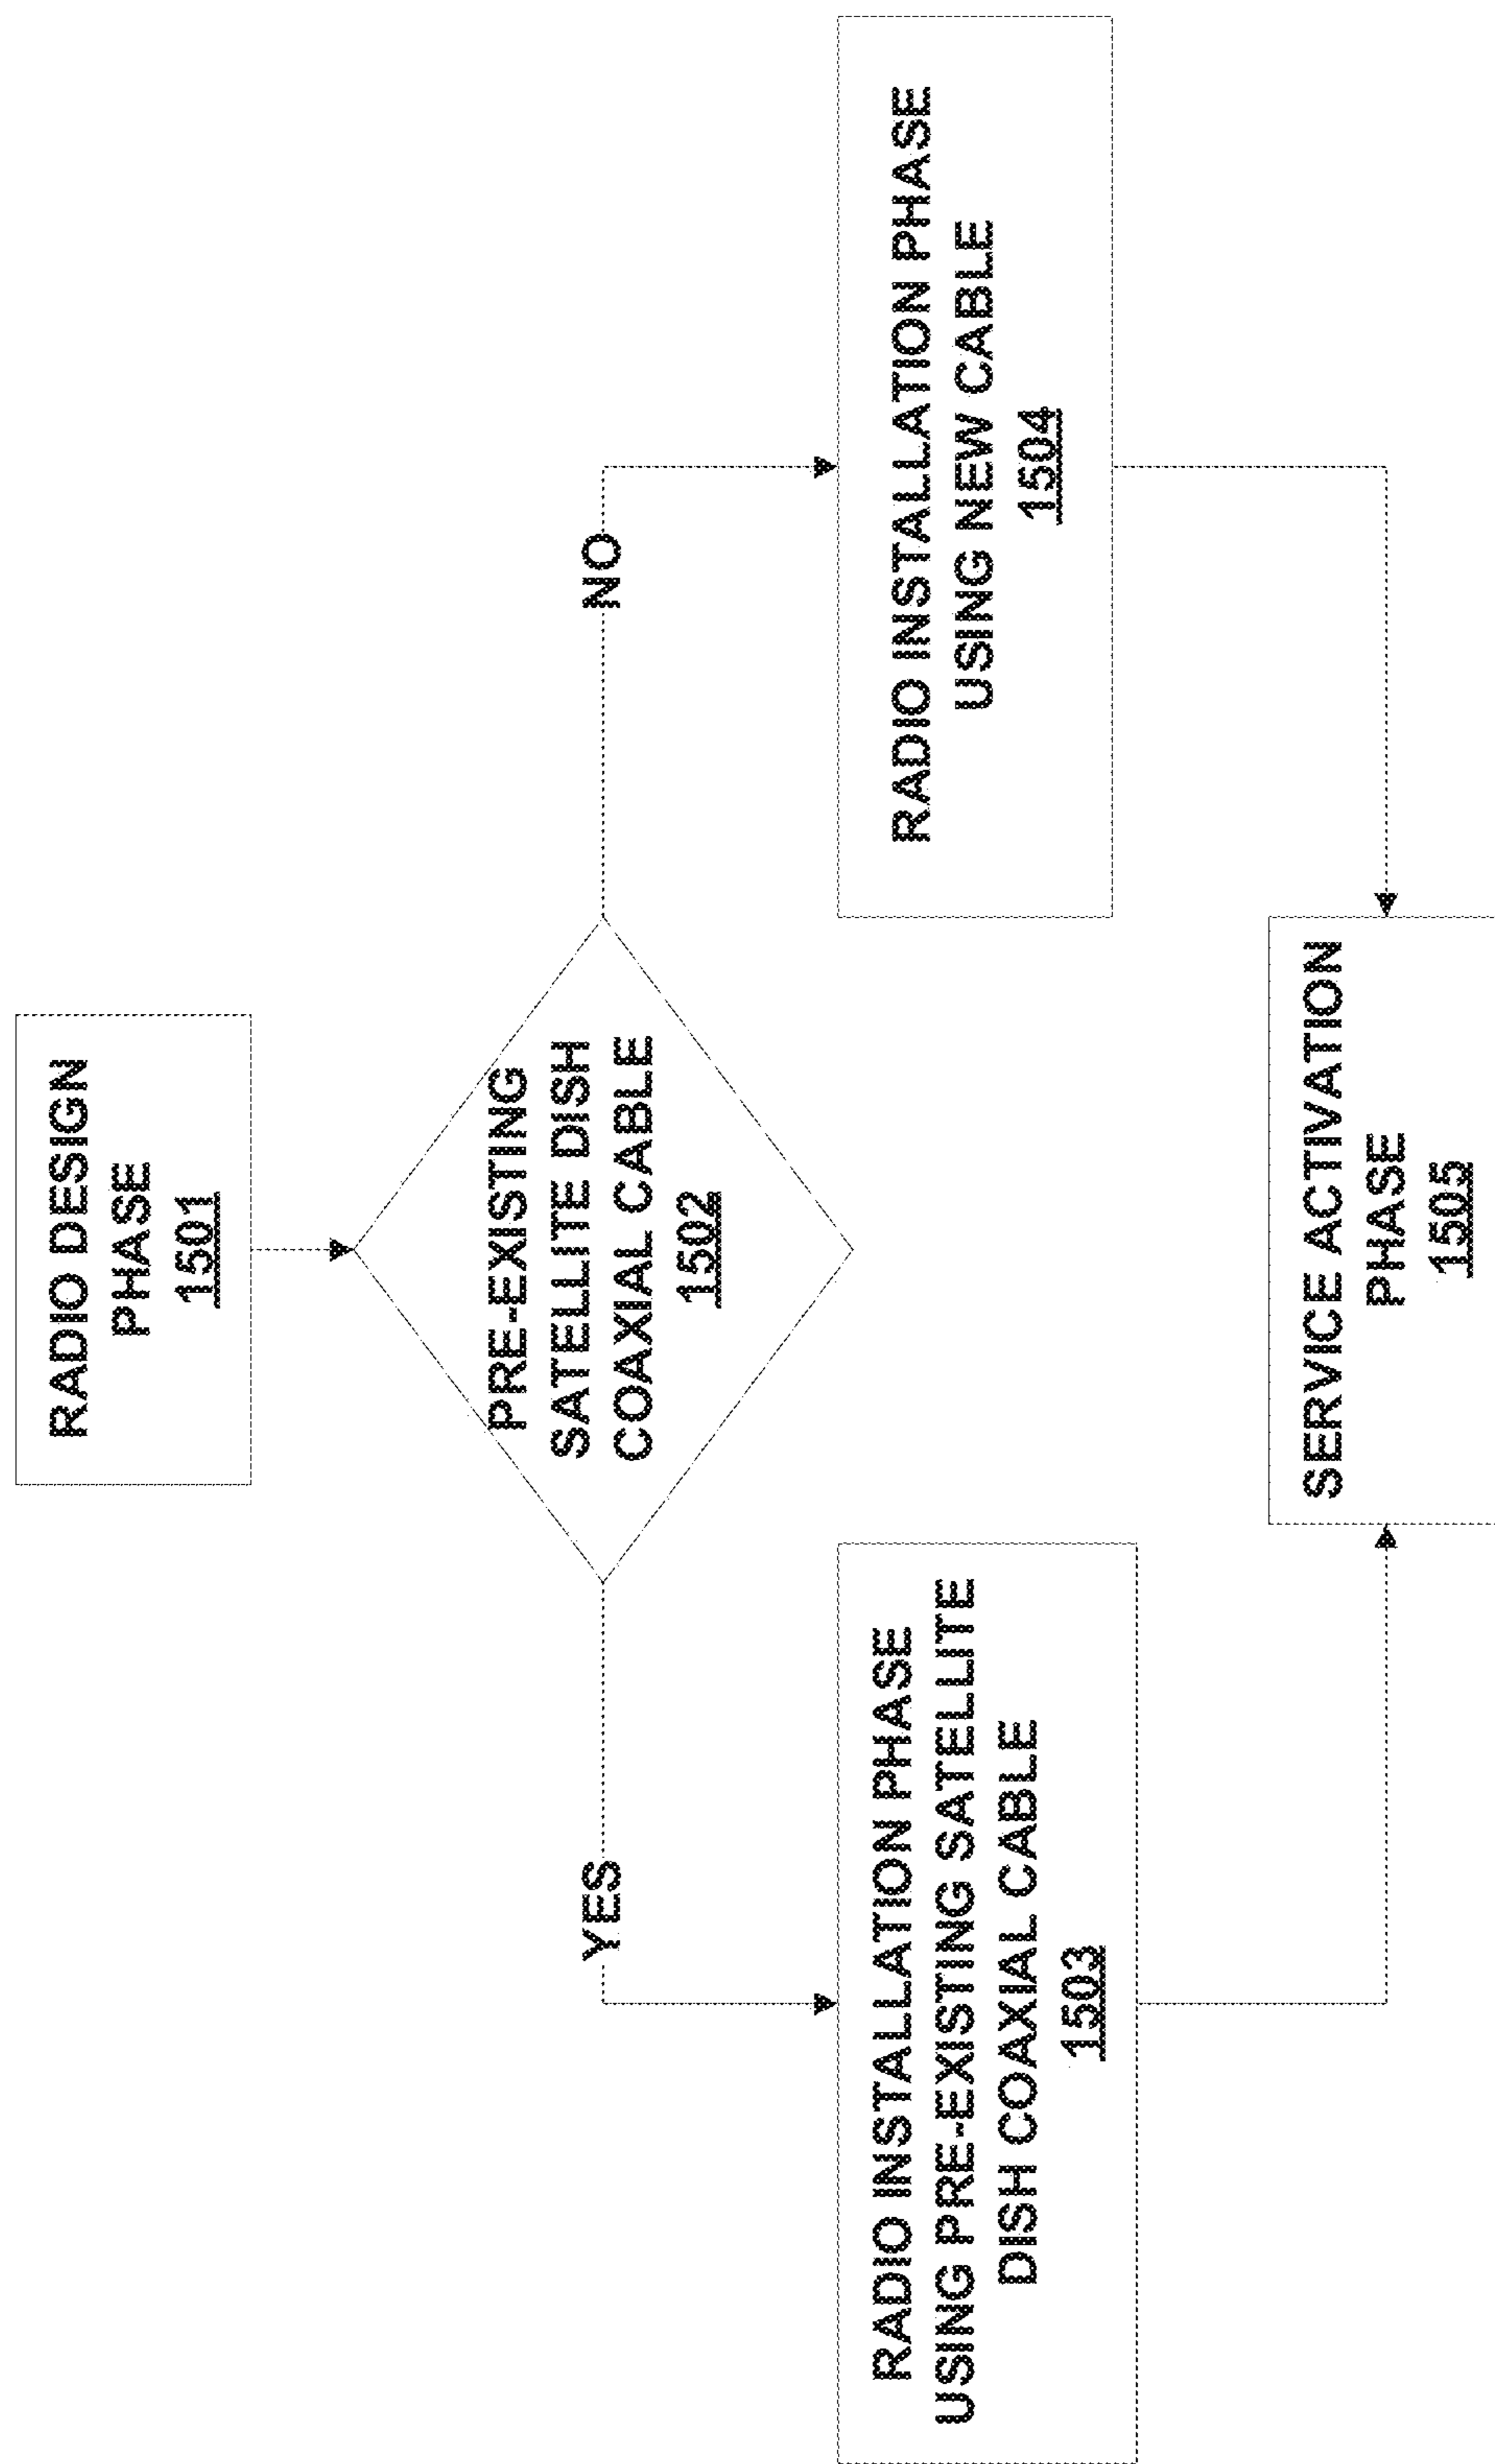 RADIO DESIGN
PHASE
1501
PRE-EXISTING
SATELLITE DISH
COAXIAL CABLE
1502
YES
NO
RADIO INSTALLATION PHASE
USING PRE-EXISTING SATELLITE
DISH COAXIAL CABLE
1503
RADIO INSTALLATION PHASE
USING NEW CABLE
1504
SERVICE ACTIVATION
PHASE
1505